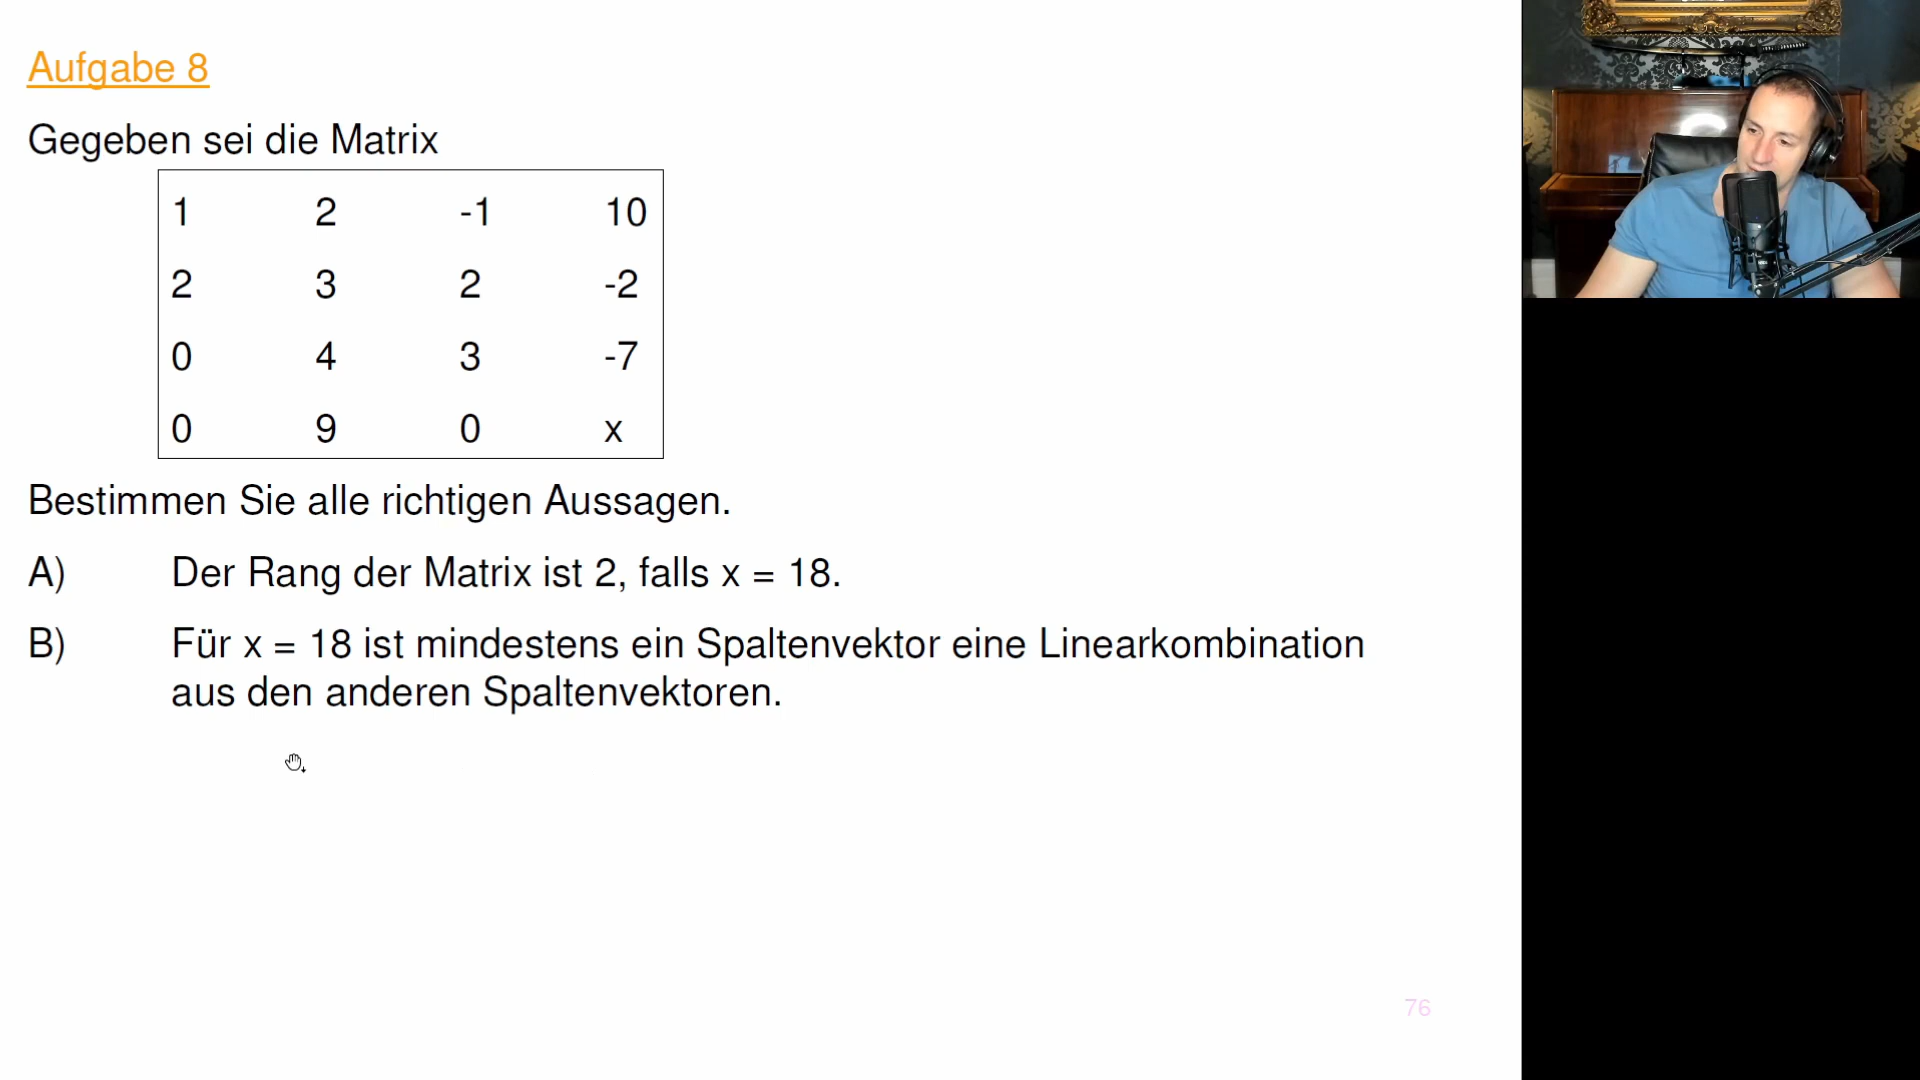 Aufgabe 8
Gegeben sei die Matrix
1 2 -1 10
2 3 2 -2
0 4 3 -7
0 9 0 x
Bestimmen Sie alle richtigen Aussagen.
A) Der Rang der Matrix ist 2, falls x = 18.
B) Für x = 18 ist mindestens ein Spaltenvektor eine Linearkombination
aus den anderen Spaltenvektoren.
76